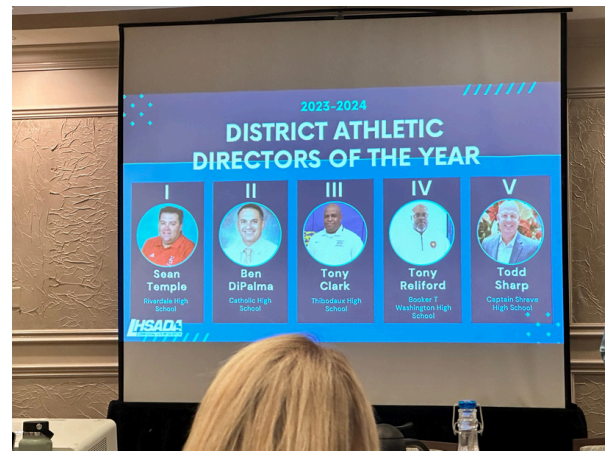 2023-2024
DISTRICT ATHLETIC
DIRECTORS OF THE YEAR
I
II
III
IV
V
Sean
Temple
Riverdale High
School
Ben
DiPalma
Catholic High
School
Tony
Clark
Thibodaux High
School
Tony
Reliford
Booker T
Washington High
School
Todd
Sharp
Captain Shreve
High School
LHSADA